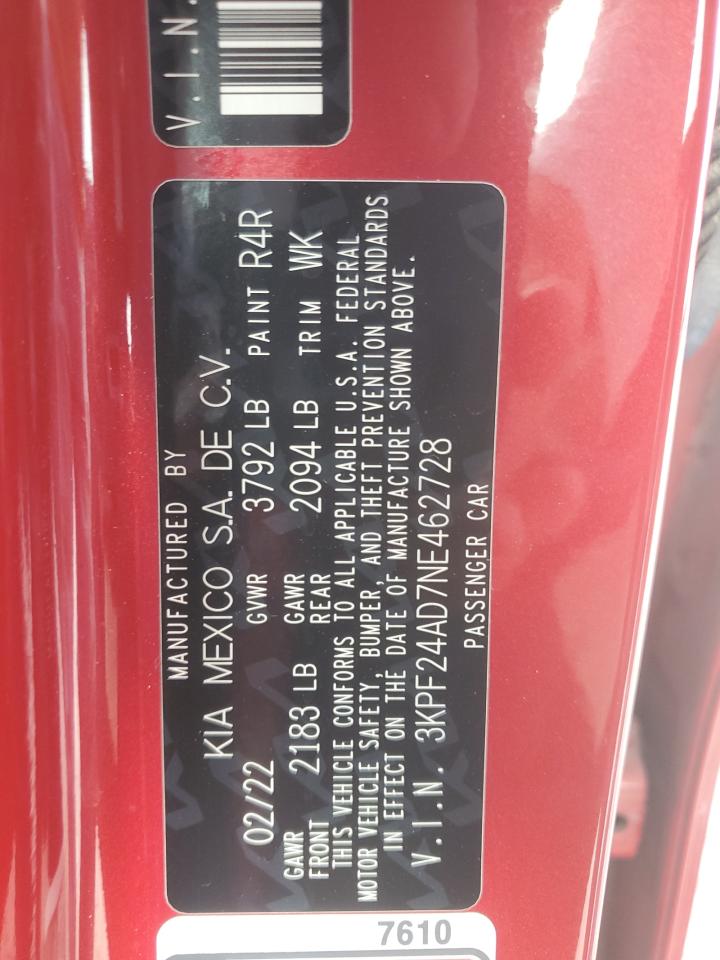 V.I.N.
MANUFACTURED BY
KIA MEXICO S.A. DE C.V.
02/22 GVWR 3792 LB PAINT R4R
GAWR FRONT 2183 LB GAWR REAR 2094 LB TRIM WK
THIS VEHICLE CONFORMS TO ALL APPLICABLE U.S.A. FEDERAL
MOTOR VEHICLE SAFETY, BUMPER, AND THEFT PREVENTION STANDARDS
IN EFFECT ON THE DATE OF MANUFACTURE SHOWN ABOVE.
V.I.N. 3KPF24AD7NE462728
PASSENGER CAR
7610